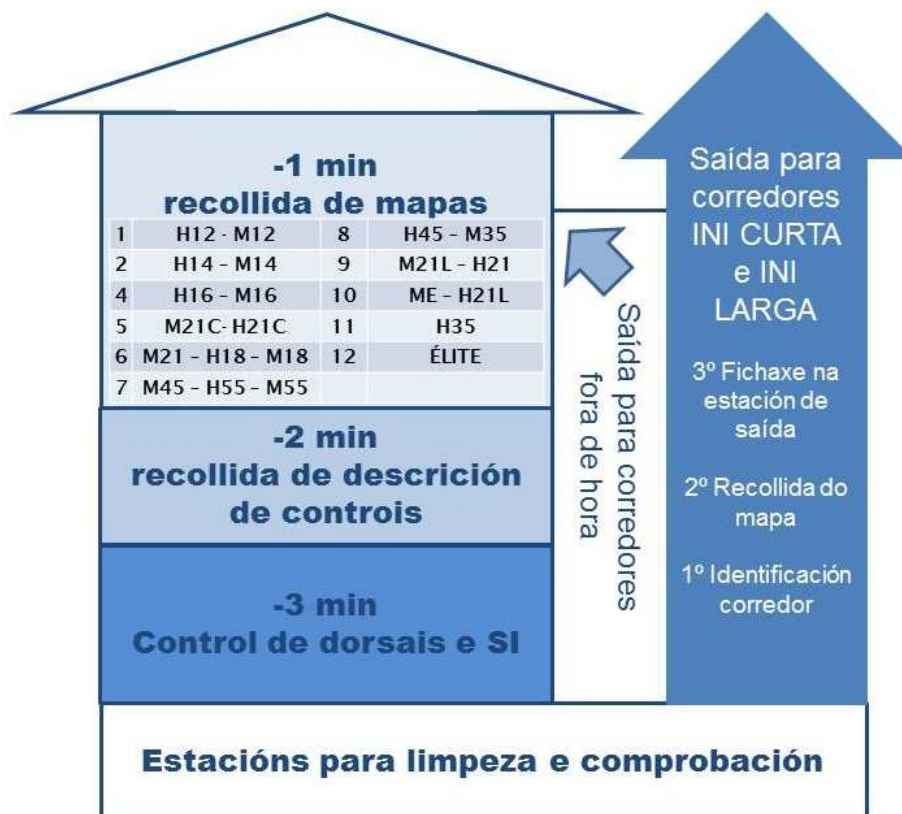 -1 min
recollida de mapas
1 H12 - M12 8 H45 – M35
2 H14 – M14 9 M21L – H21
4 H16 – M16 10 ME – H21L
5 M21C- H21C 11 H35
6 M21 – H18 – M18 12 ÉLITE
7 M45 – H55 – M55
-2 min
recollida de descrición
de controis
-3 min
Control de dorsais e SI
Saída para corredores
fora de hora
Saída para
corredores
INI CURTA
e INI
LARGA
3º Fichaxe na
estación de
saída
2º Recollida do
mapa
1º Identificación
corredor
Estacións para limpeza e comprobación